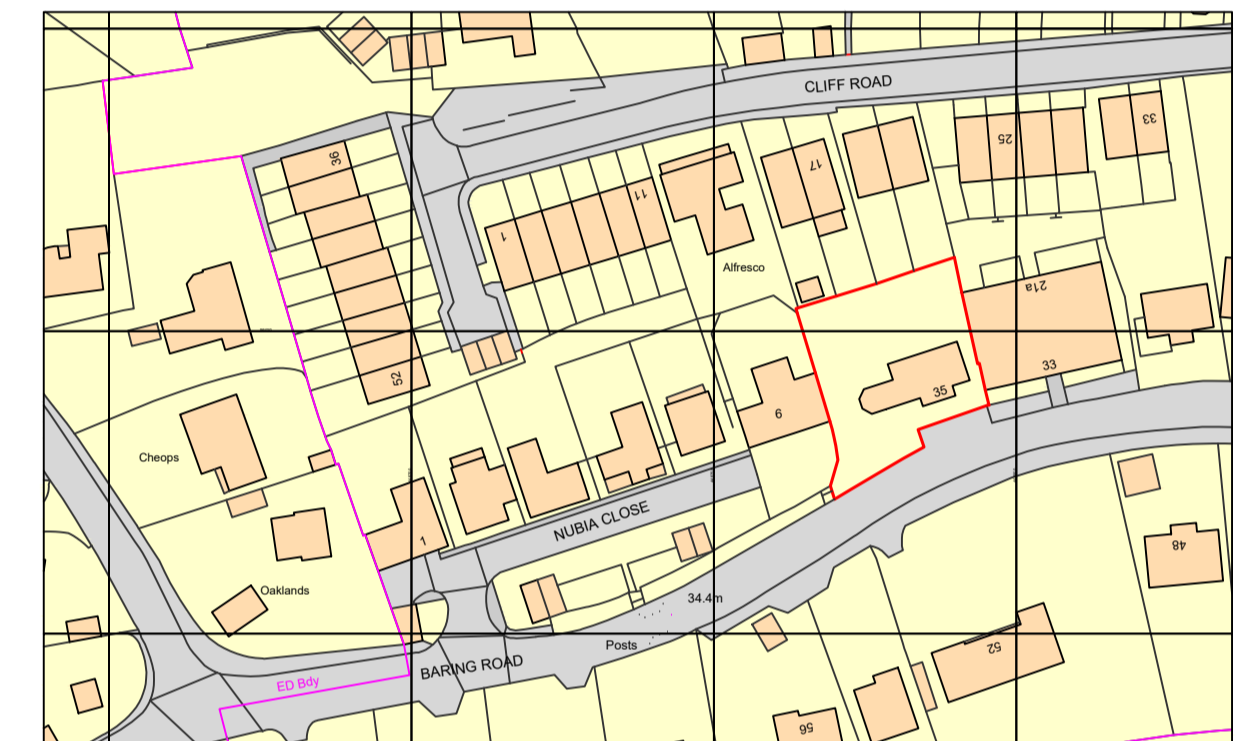 CLIFF ROAD
33
25
36
17
11
1
Alfresco
21a
33
52
35
6
Cheops
NUBIA CLOSE
1
48
Oaklands
34.4m
Posts
52
BARING ROAD
ED Bdy
56